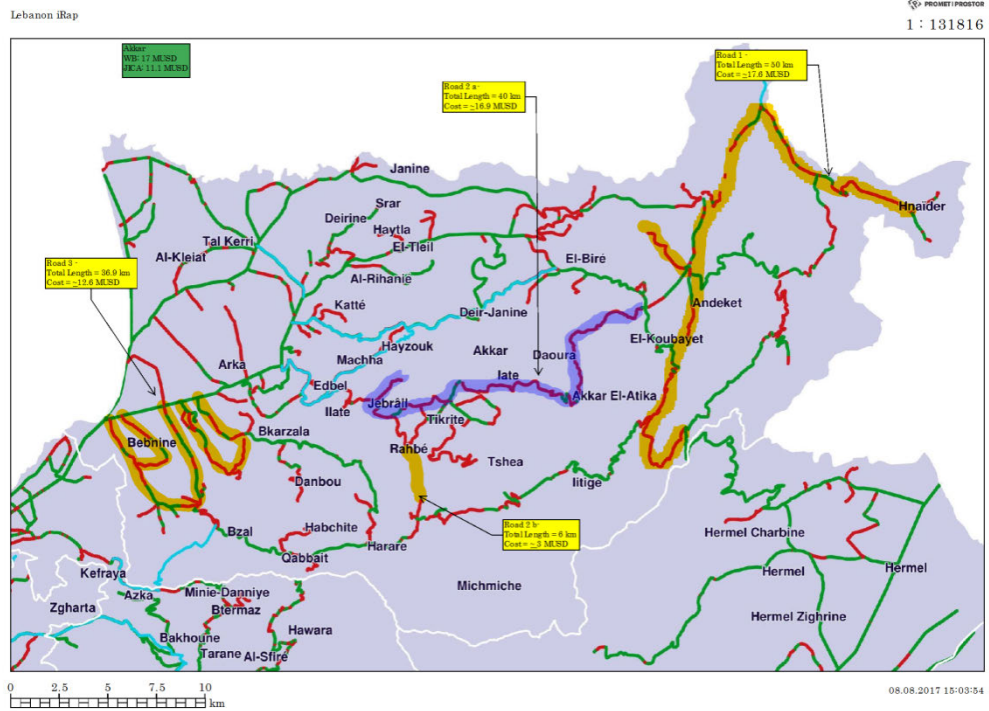 Lebanon iRap
PROMET I PROSTOR
1 : 131816
Akkar
WB: 17 MUSD
JICA: 11.1 MUSD
Road 1 -
Total Length = 50 km
Cost = ~17.6 MUSD
Road 2 a-
Total Length = 40 km
Cost = ~16.9 MUSD
Janine
Srar
Hnaider
Deirine
Haytla
Tal Kerri
El-Tleil
Al-Kleiat
El-Biré
Road 3 -
Total Length = 36.9 km
Cost = ~12.6 MUSD
Al-Rihanie
Katté
Andeket
Deir-Janine
El-Koubayet
Hayzouk
Akkar
Machha
Daoura
Arka
Iate
Edbel
Akkar El-Atika
Ilate
Jebrâil
Tikrite
Bkarzala
Bebnine
Rahbé
Tshea
Danbou
Iitige
Road 2 b-
Total Length = 6 km
Cost = ~3 MUSD
Bzal
Habchite
Hermel Charbine
Harare
Qabbait
Kefraya
Michmiche
Hermel
Hermel
Azka
Minie-Danniye
Zgharta
Btermaz
Hermel Zighrine
Hawara
Bakhoune
Tarane
Al-Sfire
0 2.5 5 7.5 10
km
08.08.2017 15:03:54